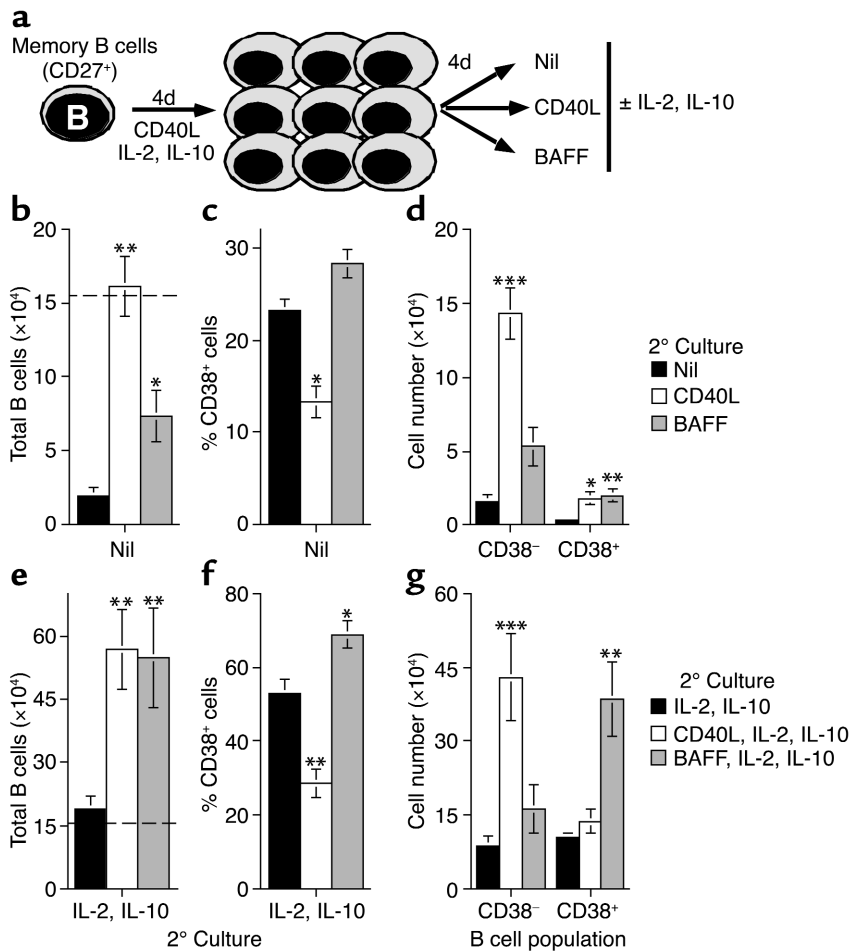 a
Memory B cells
(CD27⁺)
B
4d
CD40L
IL-2, IL-10
4d
Nil
CD40L
BAFF
± IL-2, IL-10
b
Total B cells (×10⁴)
20
15
10
5
0
**
*
Nil
c
% CD38⁺ cells
30
20
10
0
*
Nil
d
Cell number (×10⁴)
20
15
10
5
0
***
* **
CD38⁻ CD38⁺
2° Culture
Nil
CD40L
BAFF
e
Total B cells (×10⁴)
60
45
30
15
0
** **
IL-2, IL-10
f
% CD38⁺ cells
80
60
40
20
0
*
**
IL-2, IL-10
2° Culture
g
Cell number (×10⁴)
60
45
30
15
0
***
**
CD38⁻ CD38⁺
B cell population
2° Culture
IL-2, IL-10
CD40L, IL-2, IL-10
BAFF, IL-2, IL-10